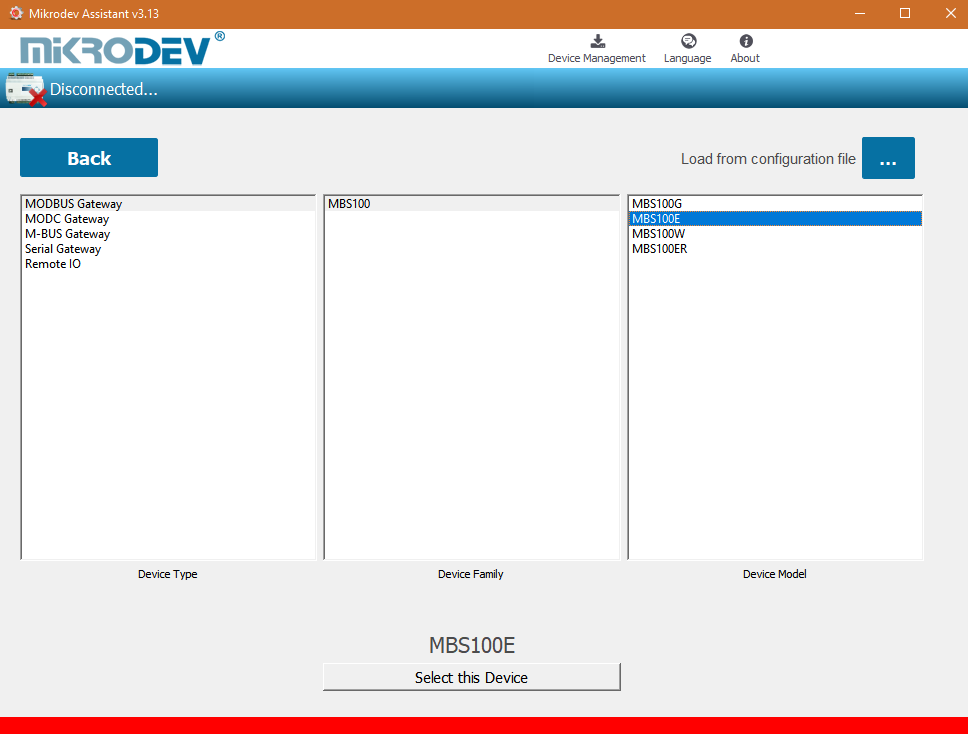 Mikrodev Assistant v3.13
MİKRODEV®
Device Management
Language
About
Disconnected...
Back
Load from configuration file
...
MODBUS Gateway
MODC Gateway
M-BUS Gateway
Serial Gateway
Remote IO
MBS100
MBS100G
MBS100E
MBS100W
MBS100ER
Device Type
Device Family
Device Model
MBS100E
Select this Device